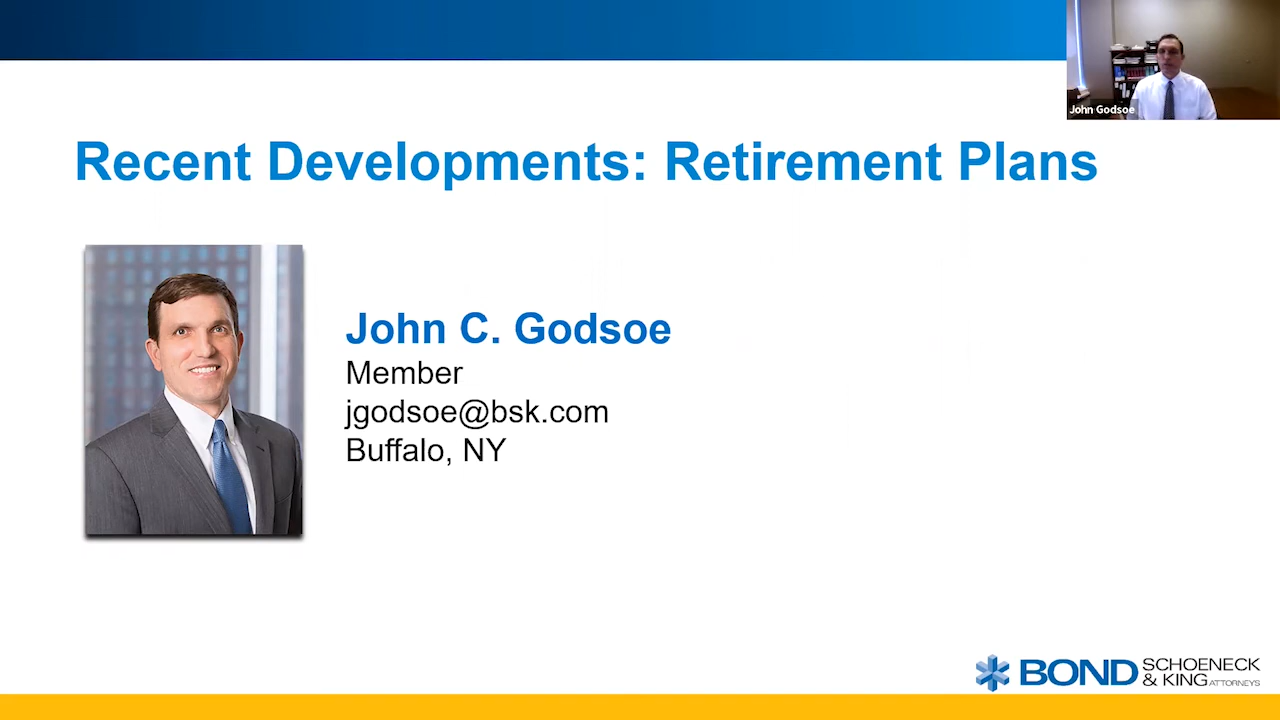 John Godsoe
Recent Developments: Retirement Plans
John C. Godsoe
Member
jgodsoe@bsk.com
Buffalo, NY
BOND SCHOENECK
& KING ATTORNEYS